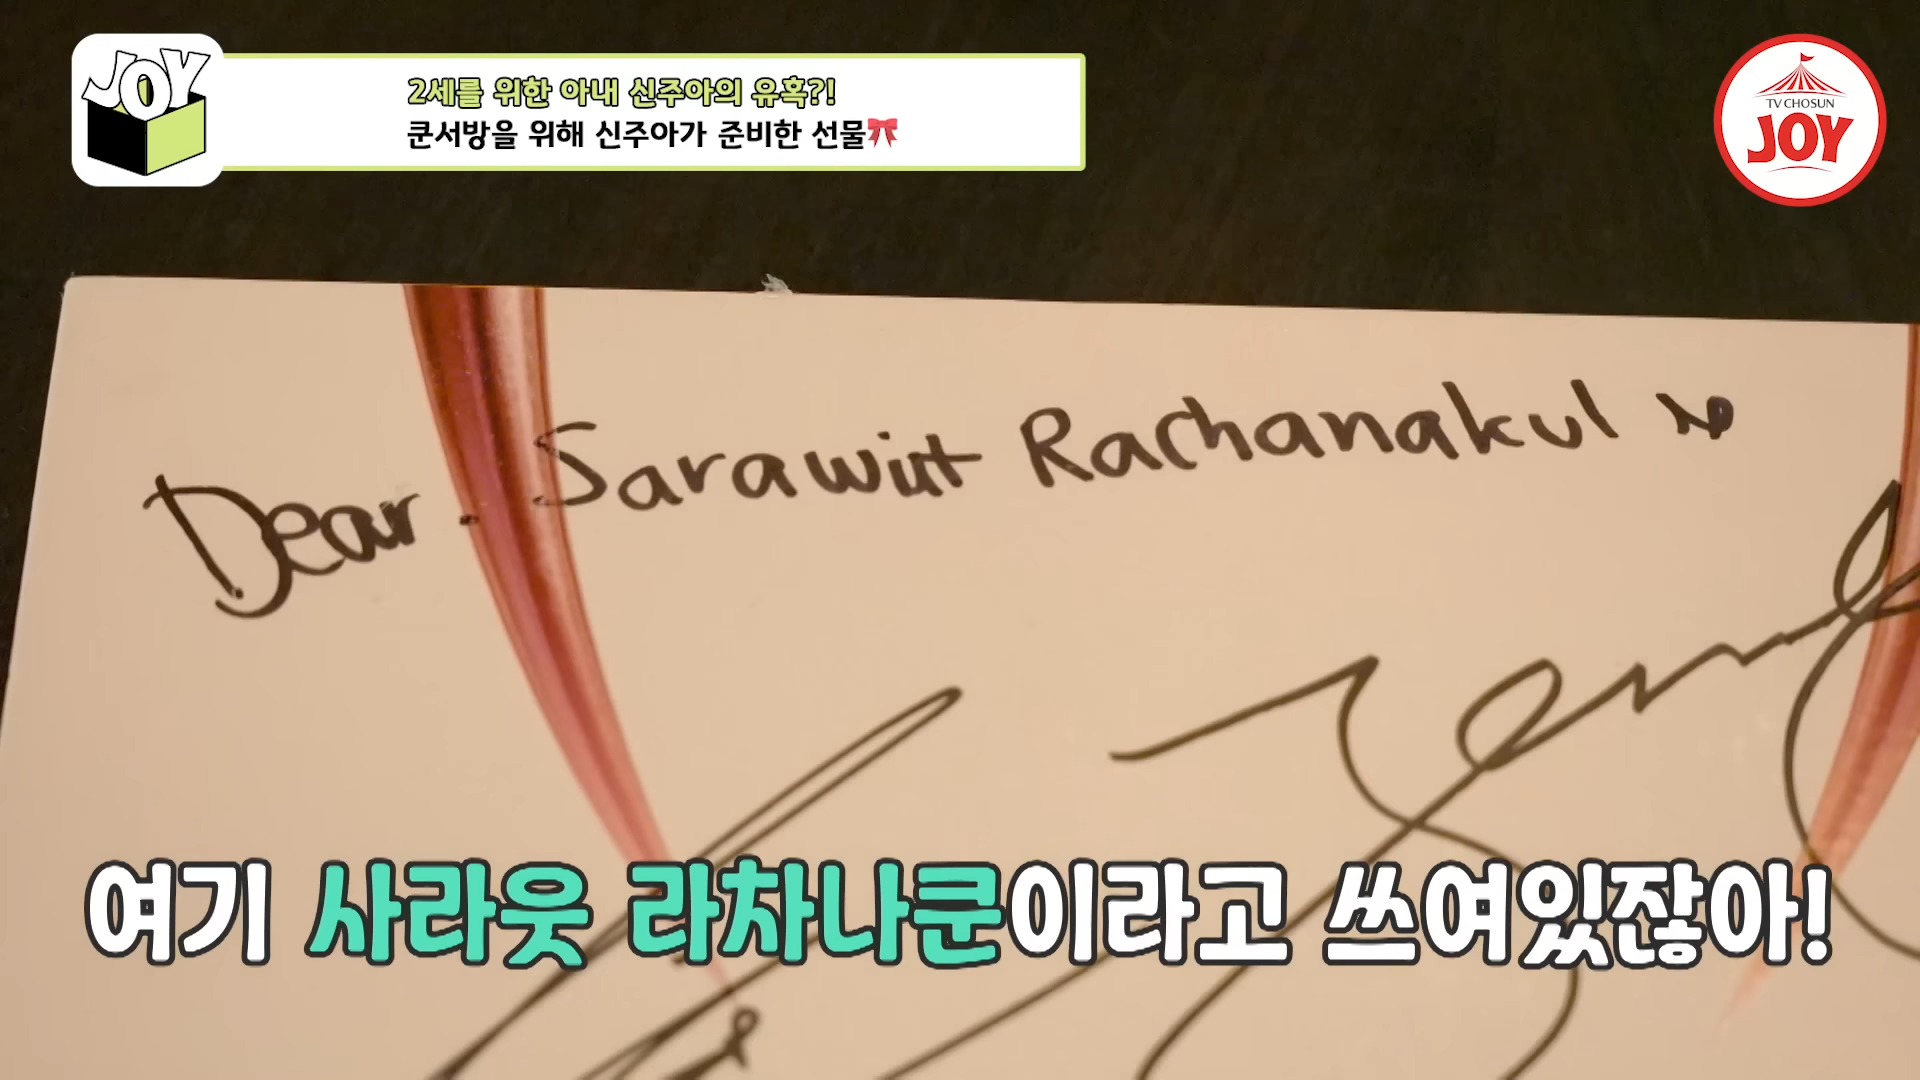 JOY
2세를 위한 아내 신주아의 유혹?!
쿤서방을 위해 신주아가 준비한 선물🎀
TV CHOSUN
JOY
Dear. Sarawut Rachanakul
여기 사라웃 라차나쿤이라고 쓰여있잖아!